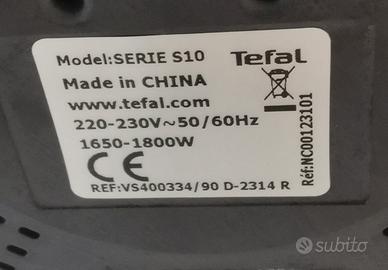 Model:SERIE S10
Tefal
Made in CHINA
www.tefal.com
220-230V~50/60Hz
1650-1800W
CE
REF:VS400334/90 D-2314 R
Réf:NC00123101
subito